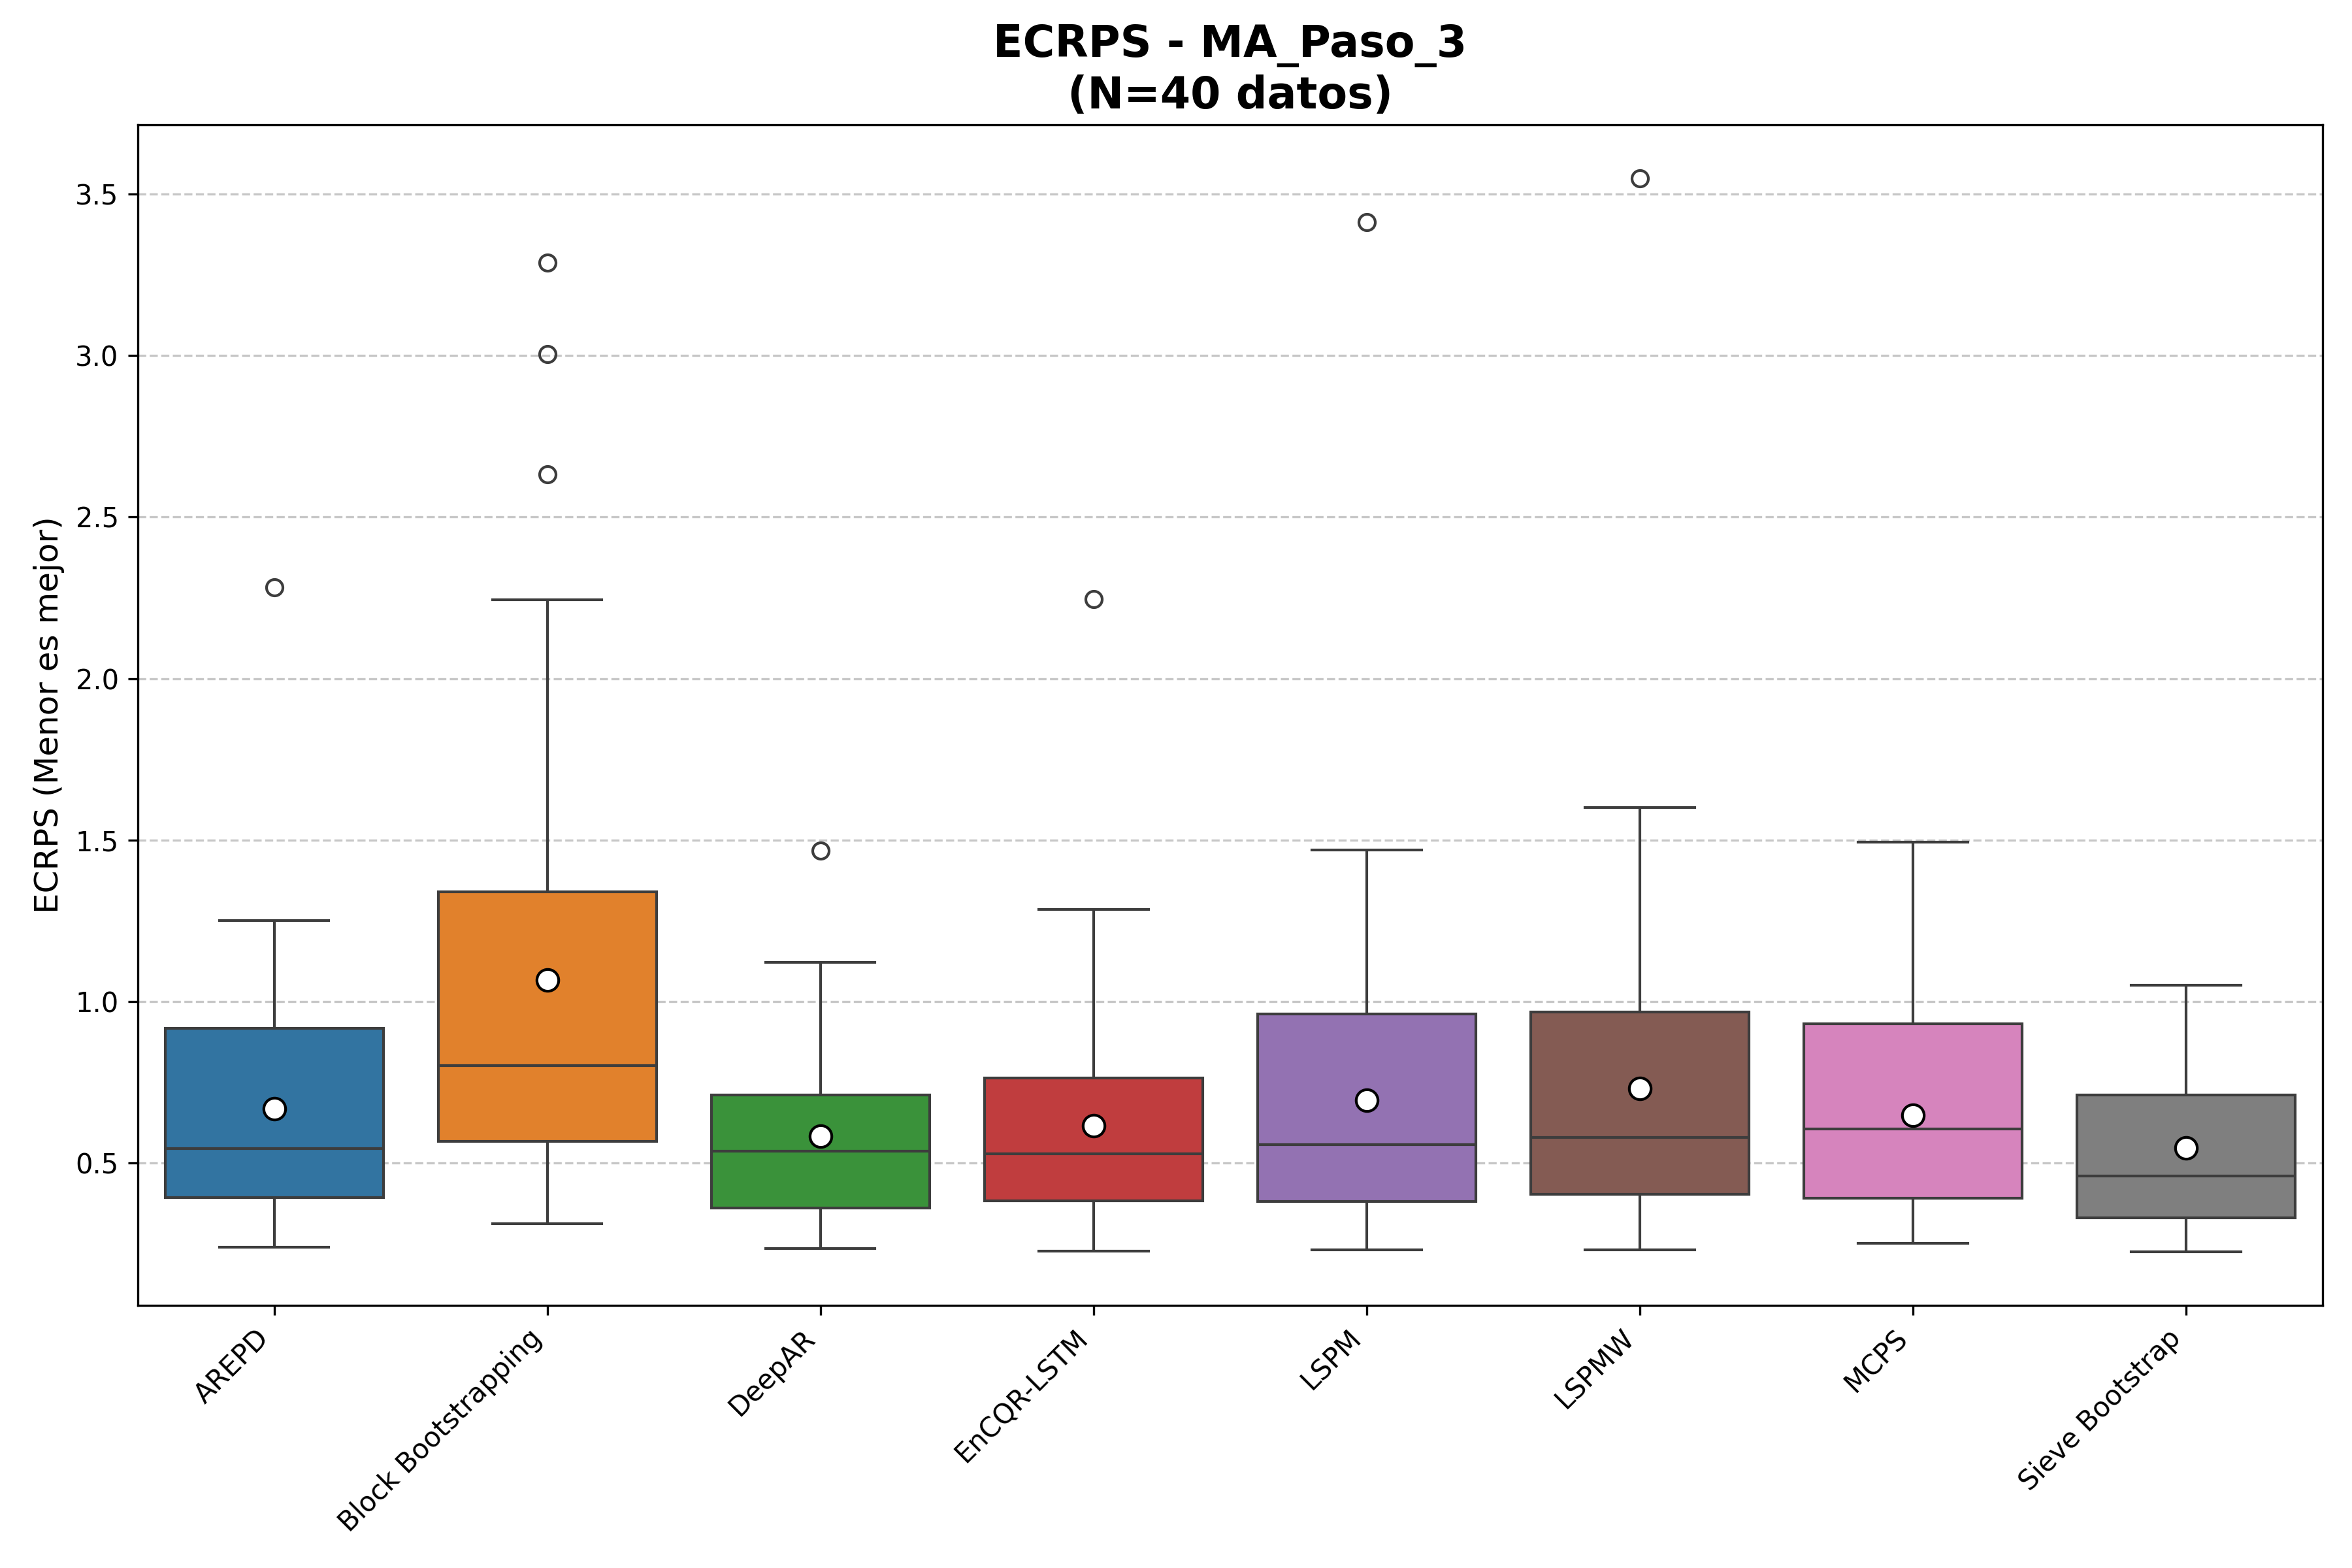 ECRPS - MA_Paso_3
(N=40 datos)
ECRPS (Menor es mejor)
3.5
3.0
2.5
2.0
1.5
1.0
0.5
AREPD
Block Bootstrapping
DeepAR
EnCQR-LSTM
LSPM
LSPMW
MCPS
Sieve Bootstrap